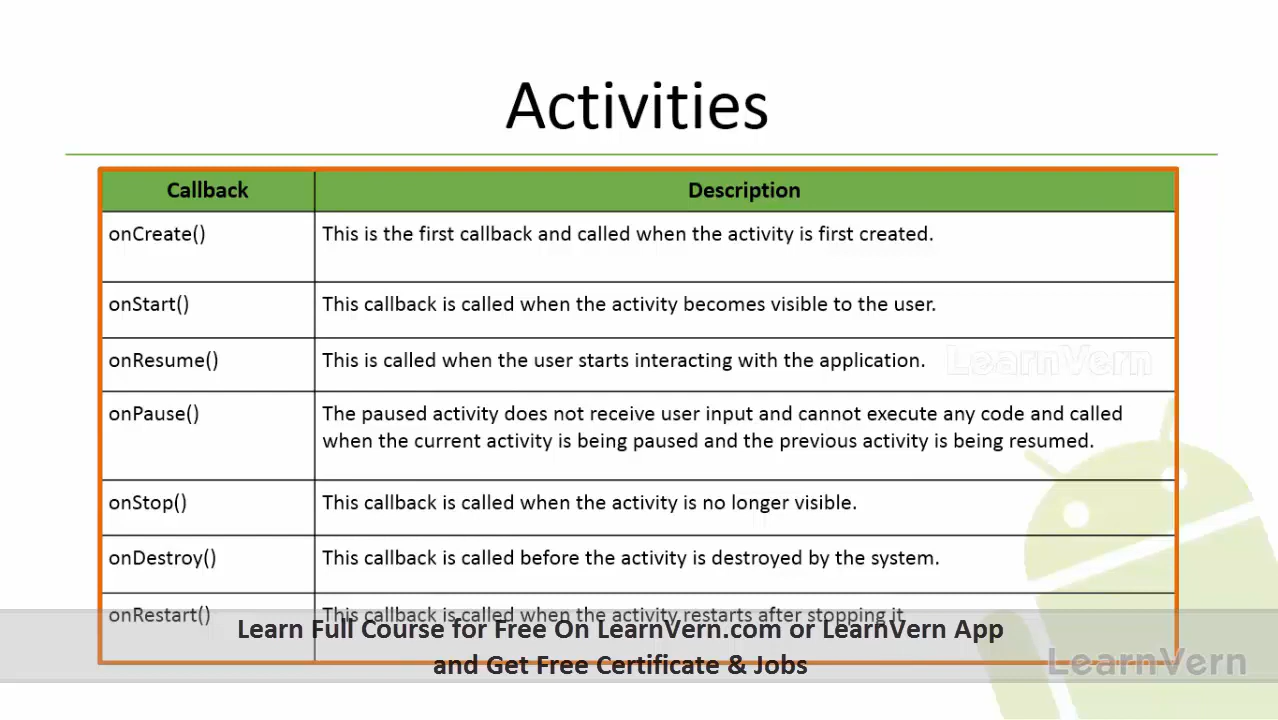 Activities
Callback
Description
onCreate()
This is the first callback and called when the activity is first created.
onStart()
This callback is called when the activity becomes visible to the user.
onResume()
This is called when the user starts interacting with the application.
LearnVern
onPause()
The paused activity does not receive user input and cannot execute any code and called
when the current activity is being paused and the previous activity is being resumed.
onStop()
This callback is called when the activity is no longer visible.
onDestroy()
This callback is called before the activity is destroyed by the system.
onRestart()
This callback is called when the activity restarts after stopping it.
Learn Full Course for Free On LearnVern.com or LearnVern App
and Get Free Certificate & Jobs
LearnVern